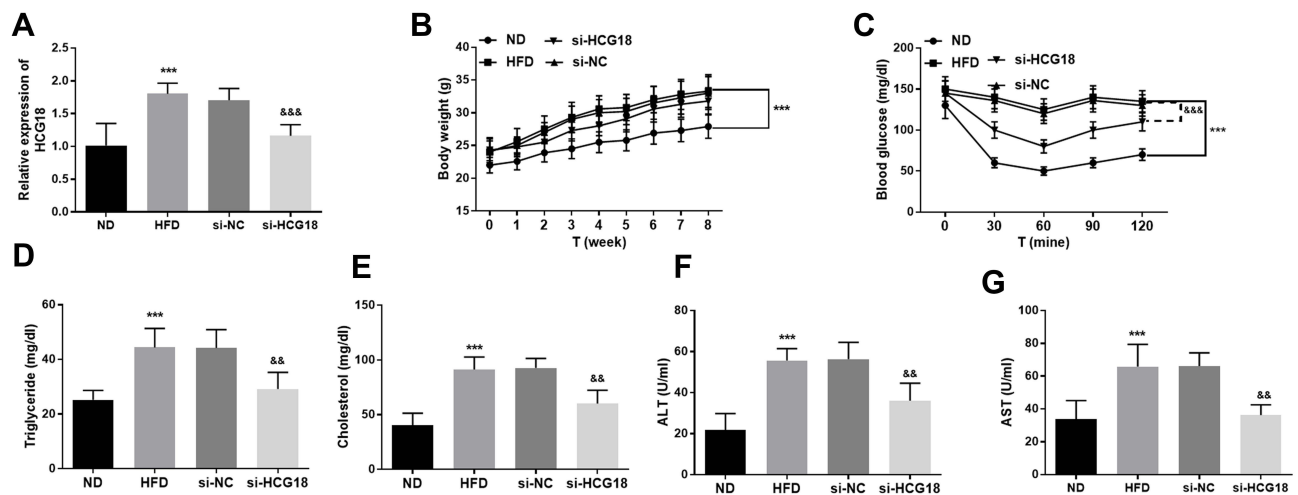 A
Relative expression of
HCG18
2.5
2.0
1.5
1.0
0.5
0.0
***
&&&
ND HFD si-NC si-HCG18
B
ND si-HCG18
HFD si-NC
Body weight (g)
40
35
30
25
20
15
***
0 1 2 3 4 5 6 7 8
T (week)
C
ND
HFD si-HCG18
si-NC
Blood glucose (mg/dl)
200
150
100
50
0
&&&
***
0 30 60 90 120
T (mine)
D
Triglyceride (mg/dl)
60
40
20
0
***
&&
ND HFD si-NC si-HCG18
E
Cholesterol (mg/dl)
150
100
50
0
***
&&
ND HFD si-NC si-HCG18
F
ALT (U/ml)
80
60
40
20
0
***
&&
ND HFD si-NC si-HCG18
G
AST (U/ml)
100
80
60
40
20
0
***
&&
ND HFD si-NC si-HCG18